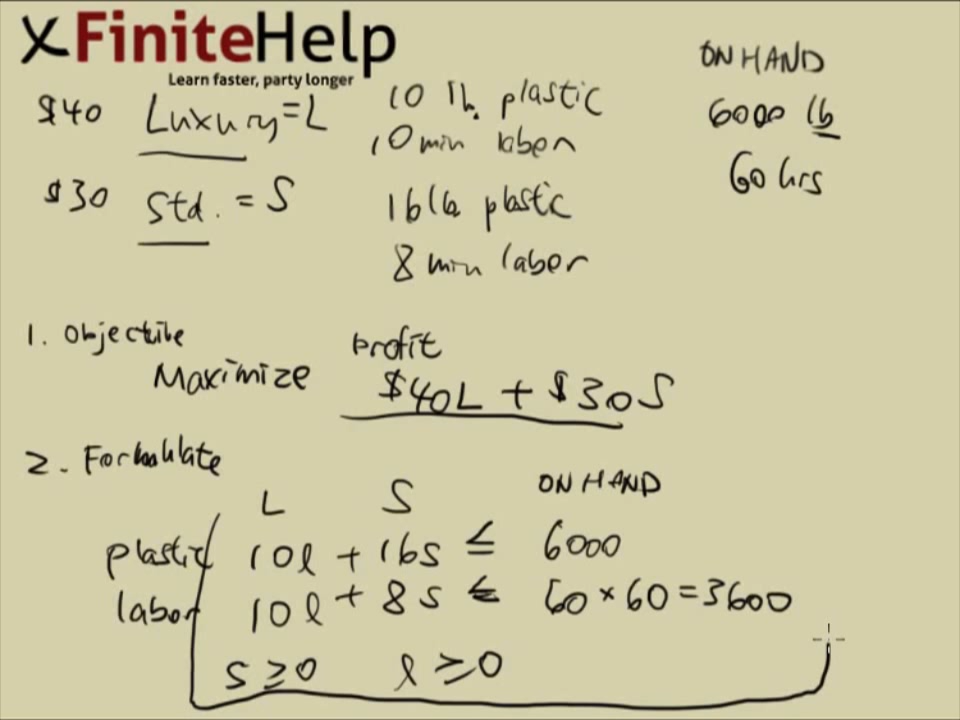 XFiniteHelp
Learn faster, party longer
ON HAND
$40 Luxury = L 10 lb. plastic 6000 lb
10 min labor 60 hrs
$30 Std. = S 16 lb plastic
8 min labor
1. Objective Profit
Maximize $40L + $30S
2. Formulate
L S ON HAND
plastic 10l + 16s ≤ 6000
labor 10l + 8s ≤ 60 × 60 = 3600
s ≥ 0 l ≥ 0